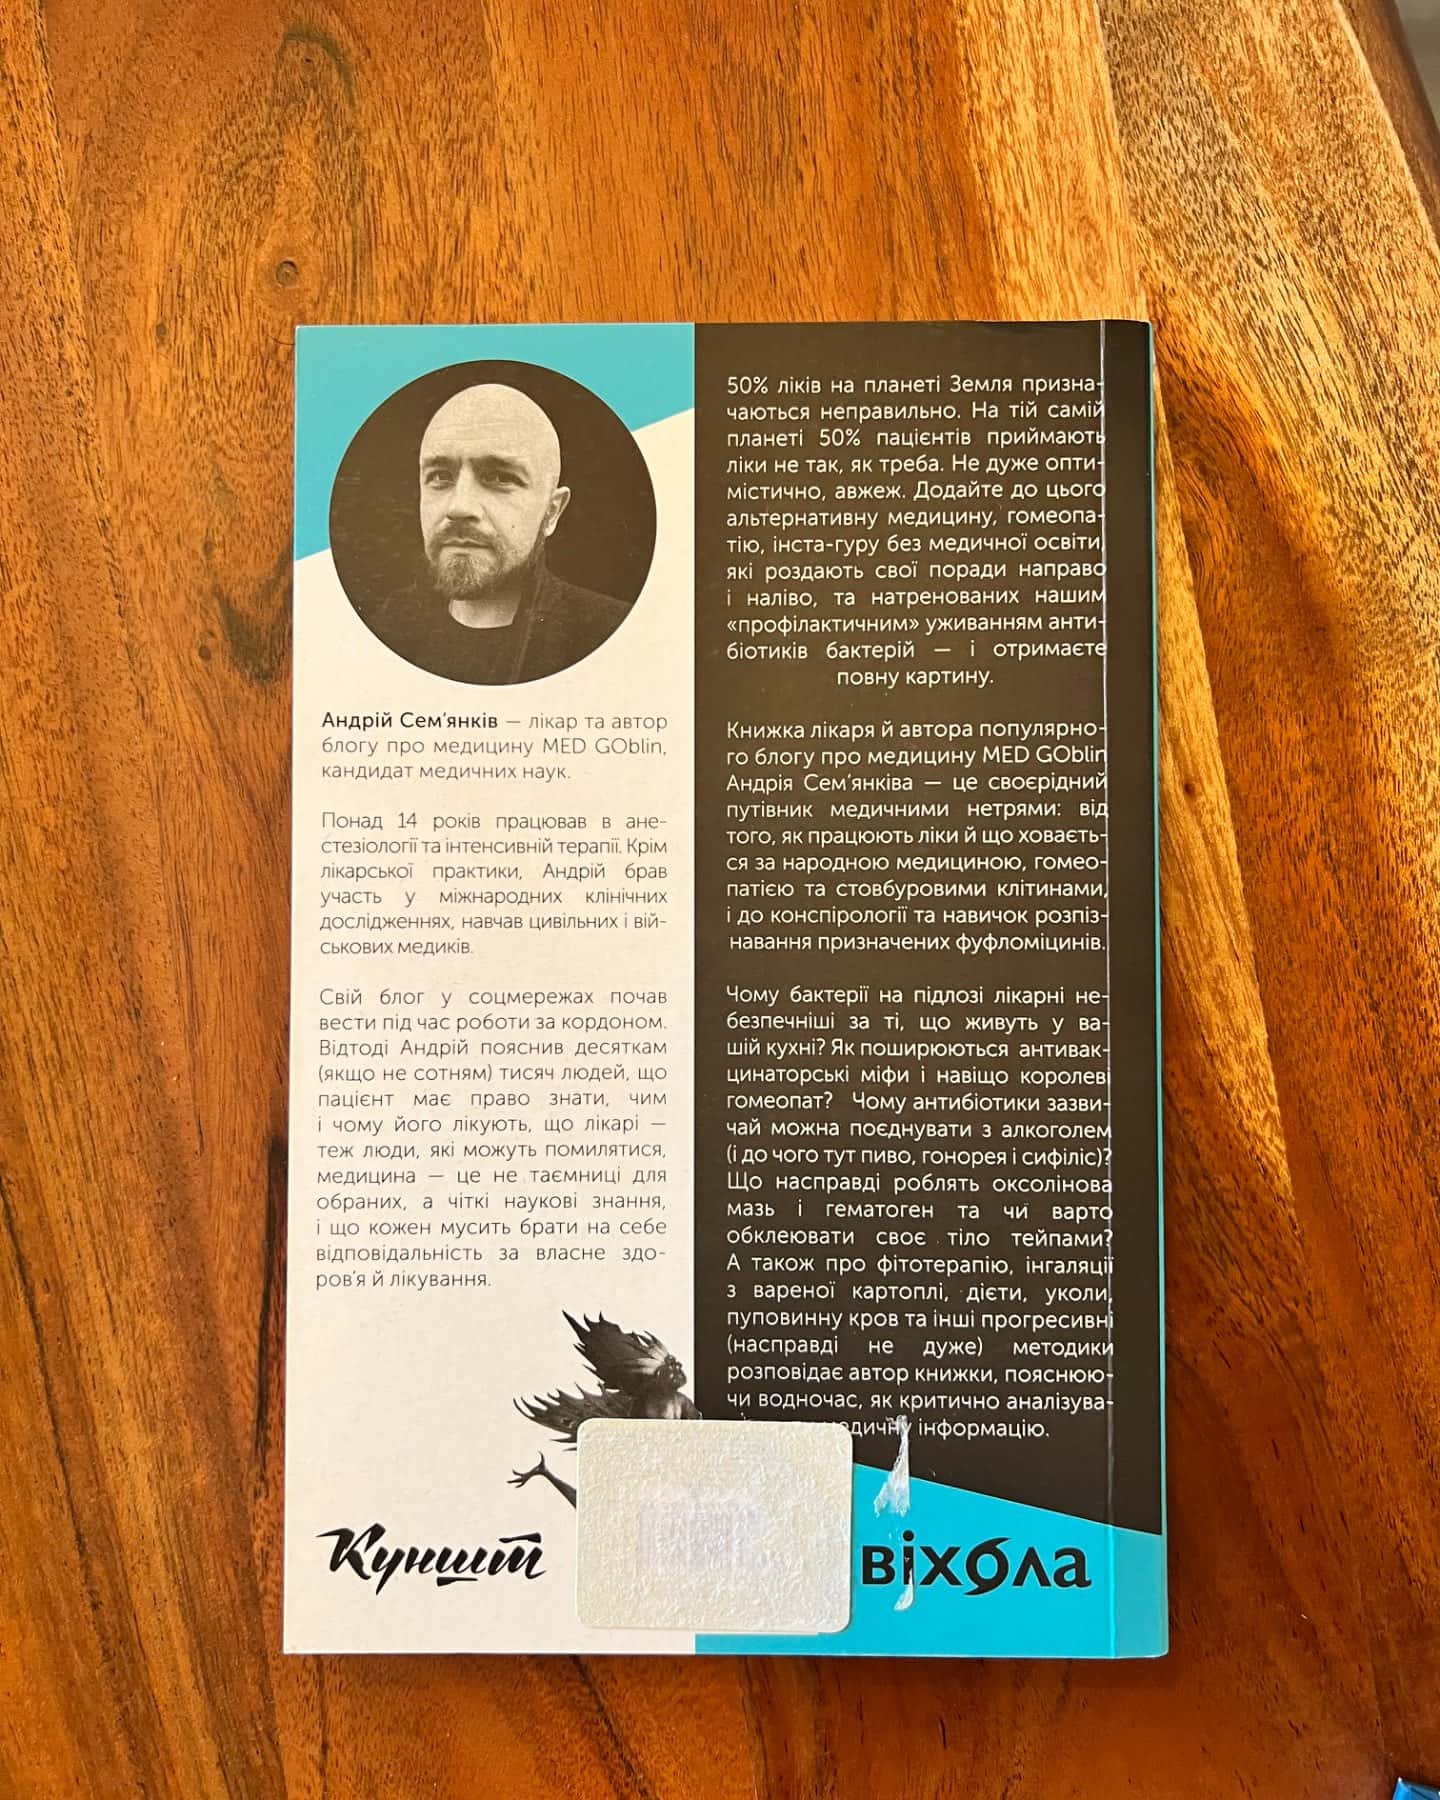 Андрій Сем'янків — лікар та автор
блогу про медицину MED GOblin,
кандидат медичних наук.
Понад 14 років працював в ане-
стезіології та інтенсивній терапії. Крім
лікарської практики, Андрій брав
участь у міжнародних клінічних
дослідженнях, навчав цивільних і вій-
ськових медиків.
Свій блог у соцмережах почав
вести під час роботи за кордоном.
Відтоді Андрій пояснив десяткам
(якщо не сотням) тисяч людей, що
пацієнт має право знати, чим
і чому його лікують, що лікарі —
теж люди, які можуть помилятися,
медицина — це не таємниці для
обраних, а чіткі наукові знання,
і що кожен мусить брати на себе
відповідальність за власне здо-
ров'я й лікування.
Куншт
50% ліків на планеті Земля призна-
чаються неправильно. На тій самій
планеті 50% пацієнтів приймають
ліки не так, як треба. Не дуже опти-
містично, авжеж. Додайте до цього
альтернативну медицину, гомеопа-
тію, інста-гуру без медичної освіти,
які роздають свої поради направо
і наліво, та натренованих нашим
«профілактичним» уживанням анти-
біотиків бактерій — і отримаєте
повну картину.
Книжка лікаря й автора популярно-
го блогу про медицину MED GOblin
Андрія Сем'янківа — це своєрідний
путівник медичними нетрями: від
того, як працюють ліки й що ховаєть-
ся за народною медициною, гомео-
патією та стовбуровими клітинами,
і до конспірології та навичок розпіз-
навання призначених фуфломіцинів.
Чому бактерії на підлозі лікарні не-
безпечніші за ті, що живуть у ва-
шій кухні? Як поширюються антивак-
цинаторські міфи і навіщо королеві
гомеопат? Чому антибіотики зазви-
чай можна поєднувати з алкоголем
(і до чого тут пиво, гонорея і сифіліс)?
Що насправді роблять оксолінова
мазь і гематоген та чи варто
обклеювати своє тіло тейпами?
А також про фітотерапію, інгаляції
з вареної картоплі, дієти, уколи,
пуповинну кров та інші прогресивні
(насправді не дуже) методики
розповідає автор книжки, пояснюю-
чи водночас, як критично аналізува-
інформацію.
віхола